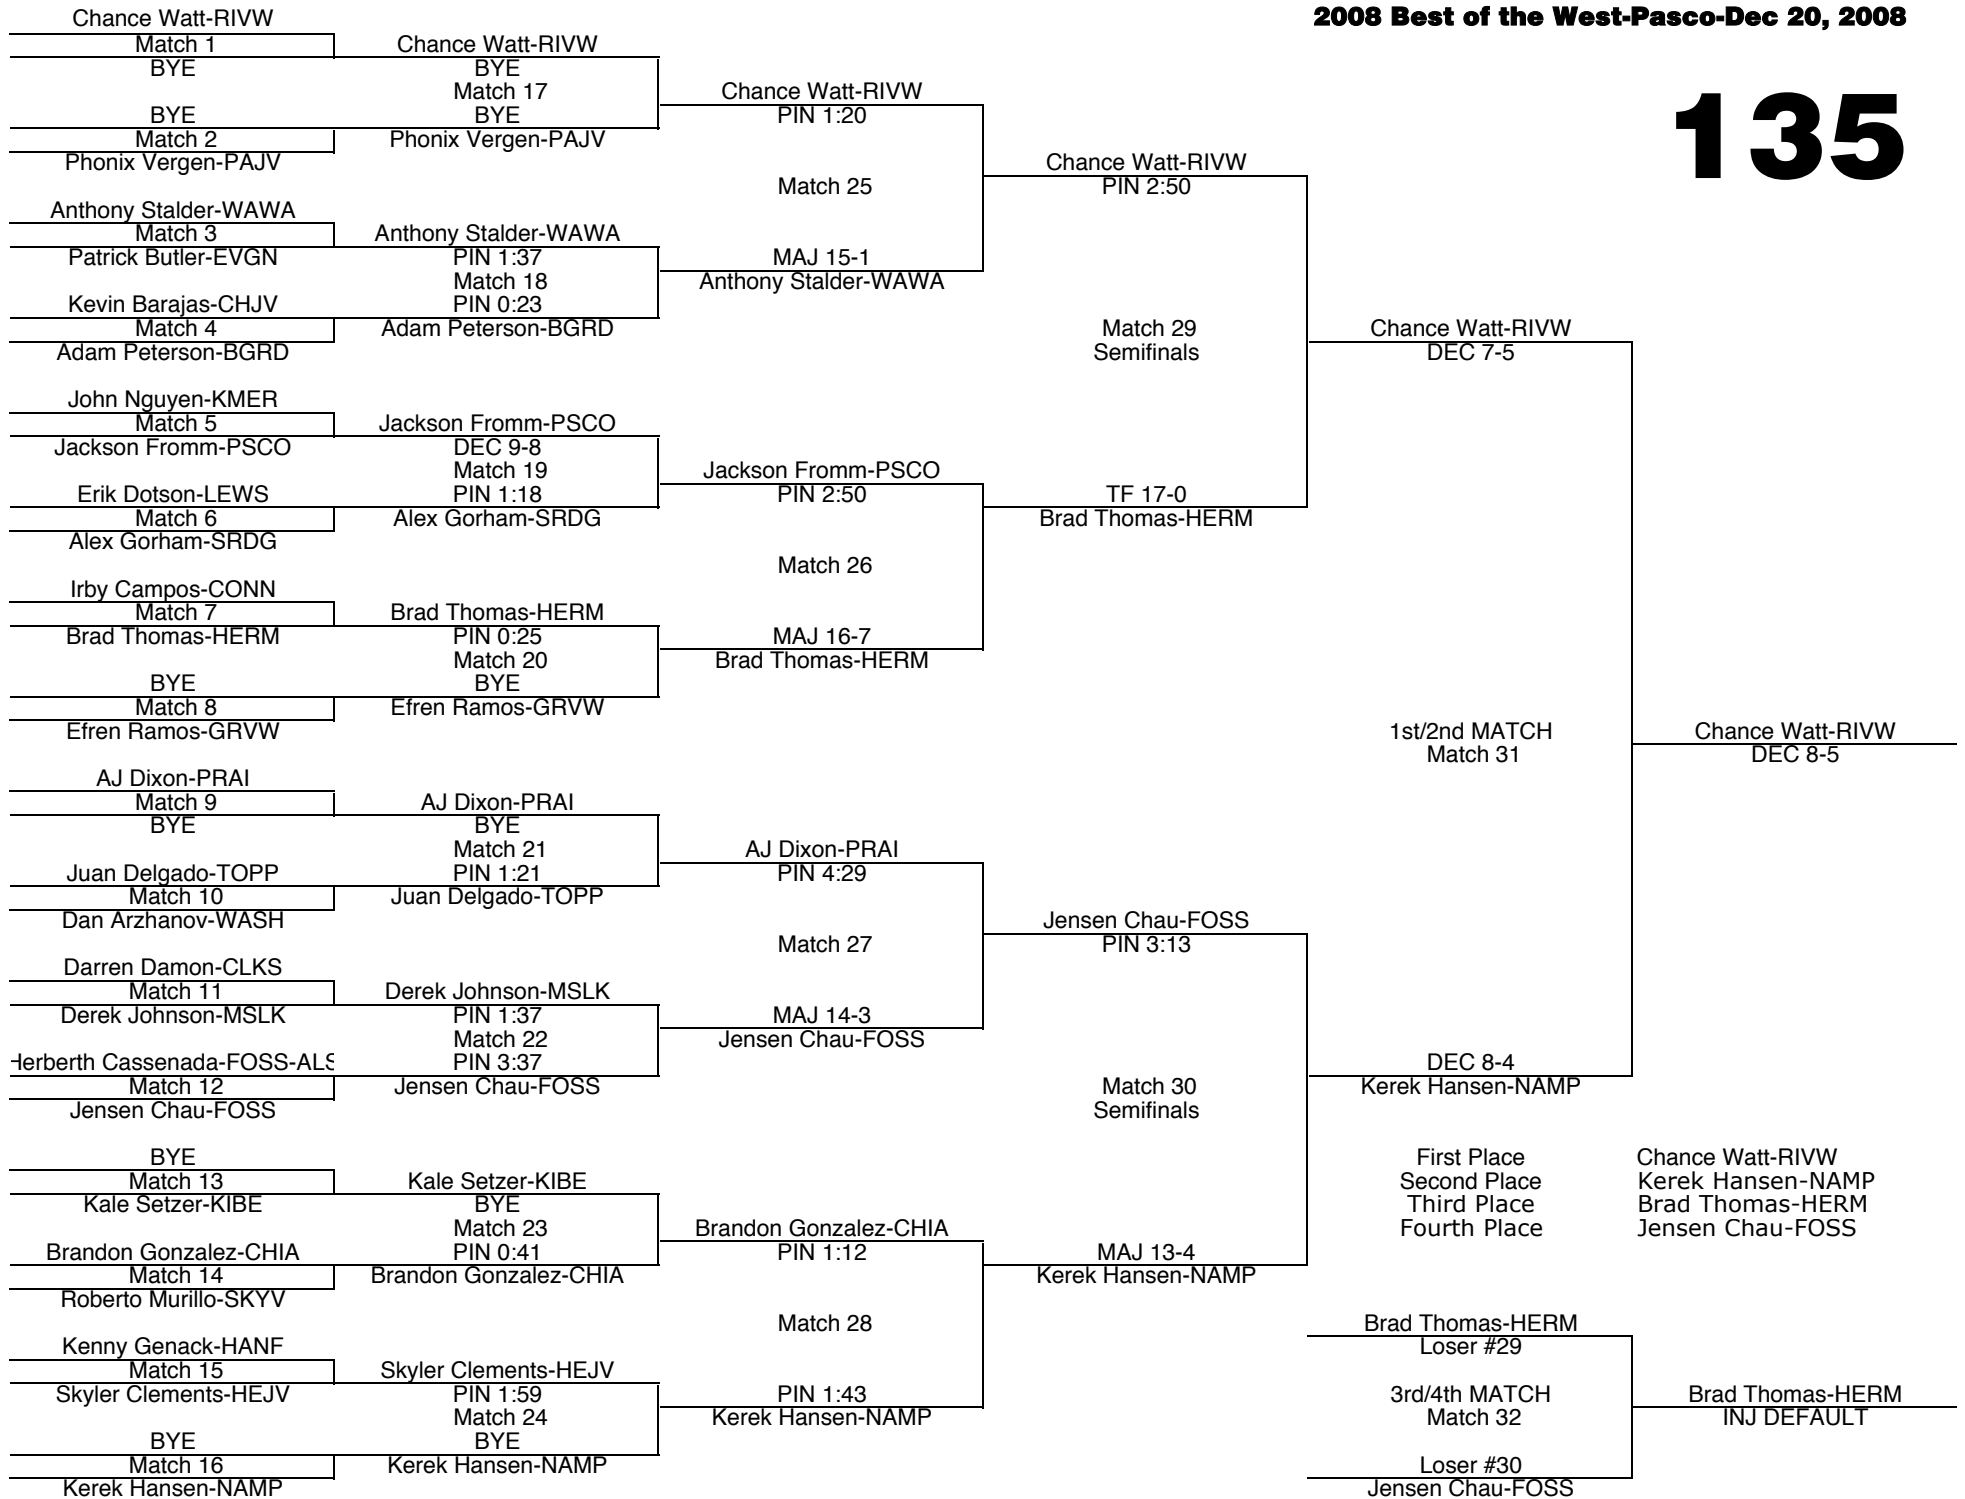 2008 Best of the West-Pasco-Dec 20, 2008
135
Chance Watt-RIVW
Match 1
BYE
BYE
Match 2
Phonix Vergen-PAJV
Anthony Stalder-WAWA
Match 3
Patrick Butler-EVGN
Kevin Barajas-CHJV
Match 4
Adam Peterson-BGRD
John Nguyen-KMER
Match 5
Jackson Fromm-PSCO
Erik Dotson-LEWS
Match 6
Alex Gorham-SRDG
Irby Campos-CONN
Match 7
Brad Thomas-HERM
BYE
Match 8
Efren Ramos-GRVW
AJ Dixon-PRAI
Match 9
BYE
Juan Delgado-TOPP
Match 10
Dan Arzhanov-WASH
Darren Damon-CLKS
Match 11
Derek Johnson-MSLK
Herberth Cassenada-FOSS-ALS
Match 12
Jensen Chau-FOSS
BYE
Match 13
Kale Setzer-KIBE
Brandon Gonzalez-CHIA
Match 14
Roberto Murillo-SKYV
Kenny Genack-HANF
Match 15
Skyler Clements-HEJV
BYE
Match 16
Kerek Hansen-NAMP
Chance Watt-RIVW
BYE
Match 17
BYE
Phonix Vergen-PAJV
Anthony Stalder-WAWA
PIN 1:37
Match 18
PIN 0:23
Adam Peterson-BGRD
Jackson Fromm-PSCO
DEC 9-8
Match 19
PIN 1:18
Alex Gorham-SRDG
Brad Thomas-HERM
PIN 0:25
Match 20
BYE
Efren Ramos-GRVW
AJ Dixon-PRAI
BYE
Match 21
PIN 1:21
Juan Delgado-TOPP
Derek Johnson-MSLK
PIN 1:37
Match 22
PIN 3:37
Jensen Chau-FOSS
Kale Setzer-KIBE
BYE
Match 23
PIN 0:41
Brandon Gonzalez-CHIA
Skyler Clements-HEJV
PIN 1:59
Match 24
BYE
Kerek Hansen-NAMP
Chance Watt-RIVW
PIN 1:20
Match 25
MAJ 15-1
Anthony Stalder-WAWA
Jackson Fromm-PSCO
PIN 2:50
Match 26
MAJ 16-7
Brad Thomas-HERM
AJ Dixon-PRAI
PIN 4:29
Match 27
MAJ 14-3
Jensen Chau-FOSS
Brandon Gonzalez-CHIA
PIN 1:12
Match 28
PIN 1:43
Kerek Hansen-NAMP
Chance Watt-RIVW
PIN 2:50
Match 29
Semifinals
TF 17-0
Brad Thomas-HERM
Jensen Chau-FOSS
PIN 3:13
Match 30
Semifinals
MAJ 13-4
Kerek Hansen-NAMP
Chance Watt-RIVW
DEC 7-5
1st/2nd MATCH
Match 31
DEC 8-4
Kerek Hansen-NAMP
Chance Watt-RIVW
DEC 8-5
First Place Chance Watt-RIVW
Second Place Kerek Hansen-NAMP
Third Place Brad Thomas-HERM
Fourth Place Jensen Chau-FOSS
Brad Thomas-HERM
Loser #29
3rd/4th MATCH
Match 32
Loser #30
Jensen Chau-FOSS
Brad Thomas-HERM
INJ DEFAULT